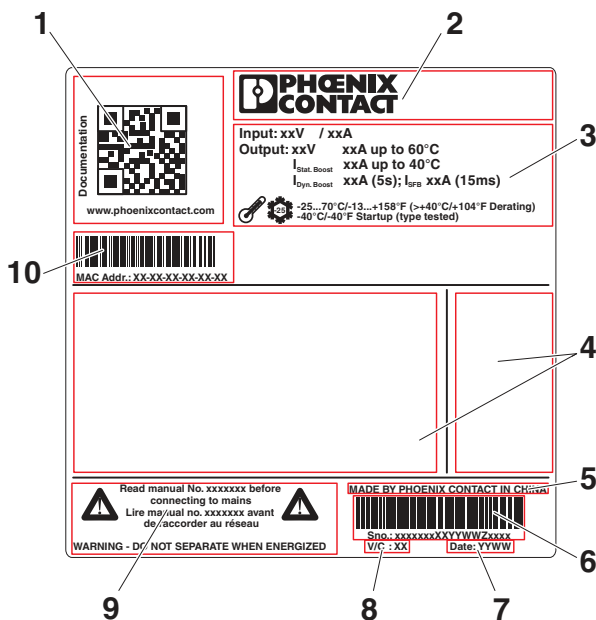 1
2
PHŒNIX
CONTACT
3
Documentation
www.phoenixcontact.com
Input: xxV / xxA
Output: xxV xxA up to 60°C
IStat. Boost xxA up to 40°C
IDyn. Boost xxA (5s); ISFB xxA (15ms)
-25
-25...70°C/-13...+158°F (>+40°C/+104°F Derating)
-40°C/-40°F Startup (type tested)
10
MAC Addr.: XX-XX-XX-XX-XX-XX
4
5
Read manual No. xxxxxxx before
connecting to mains
Lire manual no. xxxxxxx avant
de raccorder au réseau
WARNING - DO NOT SEPARATE WHEN ENERGIZED
MADE BY PHOENIX CONTACT IN CHINA
Sno.: xxxxxxxXXYYWWZxxxx
V/C : XX
Date: YYWW
6
9
8
7